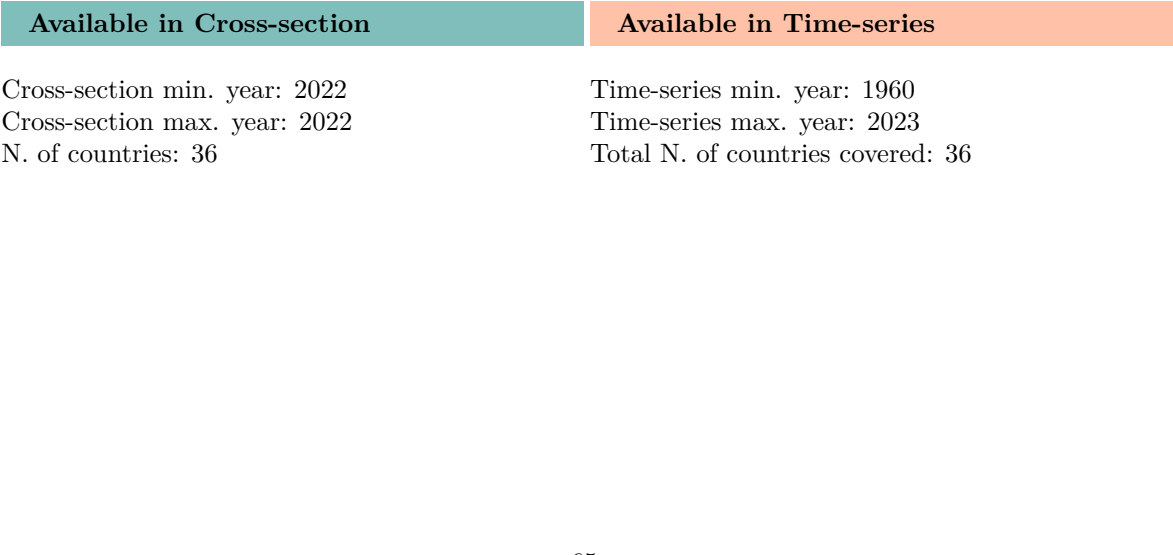 Available in Cross-section
Available in Time-series
Cross-section min. year: 2022
Cross-section max. year: 2022
N. of countries: 36
Time-series min. year: 1960
Time-series max. year: 2023
Total N. of countries covered: 36